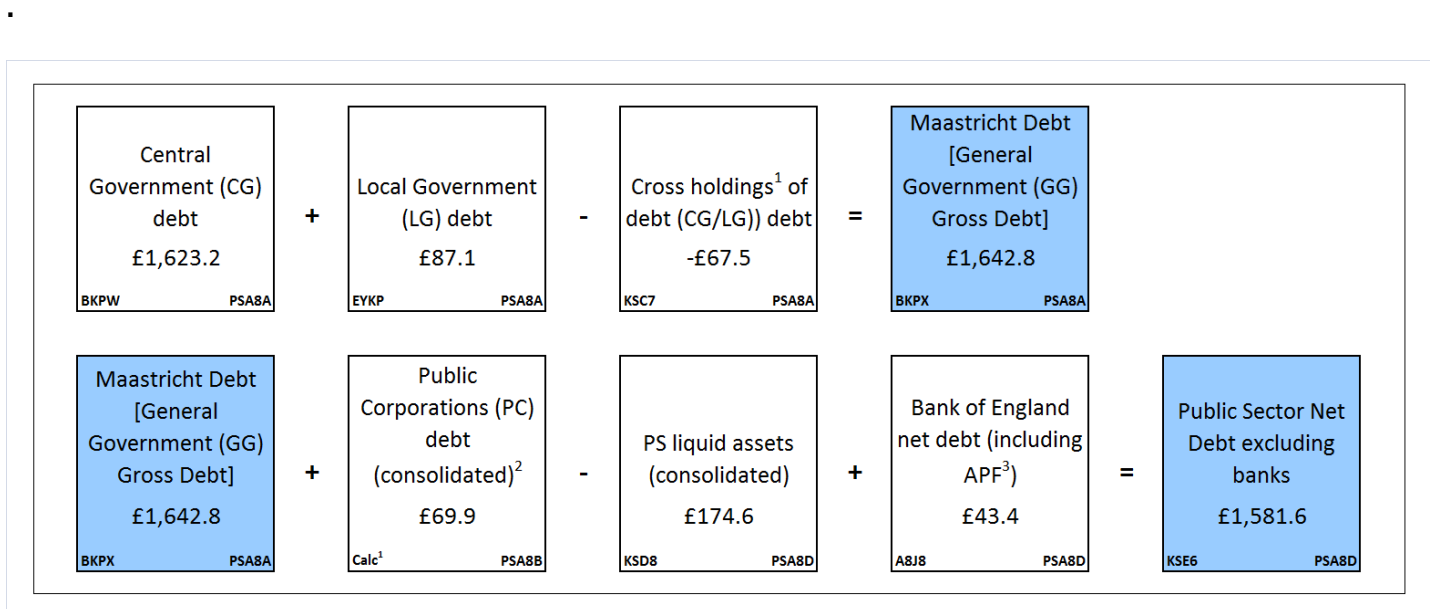 .
Central
Government (CG)
debt
£1,623.2
BKPW PSA8A
+
Local Government
(LG) debt
£87.1
EYKP PSA8A
-
Cross holdings¹ of
debt (CG/LG)) debt
-£67.5
KSC7 PSA8A
=
Maastricht Debt
[General
Government (GG)
Gross Debt]
£1,642.8
BKPX PSA8A
Maastricht Debt
[General
Government (GG)
Gross Debt]
£1,642.8
BKPX PSA8A
+
Public
Corporations (PC)
debt
(consolidated)²
£69.9
Calc¹ PSA8B
-
PS liquid assets
(consolidated)
£174.6
KSD8 PSA8D
+
Bank of England
net debt (including
APF³)
£43.4
A8J8 PSA8D
=
Public Sector Net
Debt excluding
banks
£1,581.6
KSE6 PSA8D